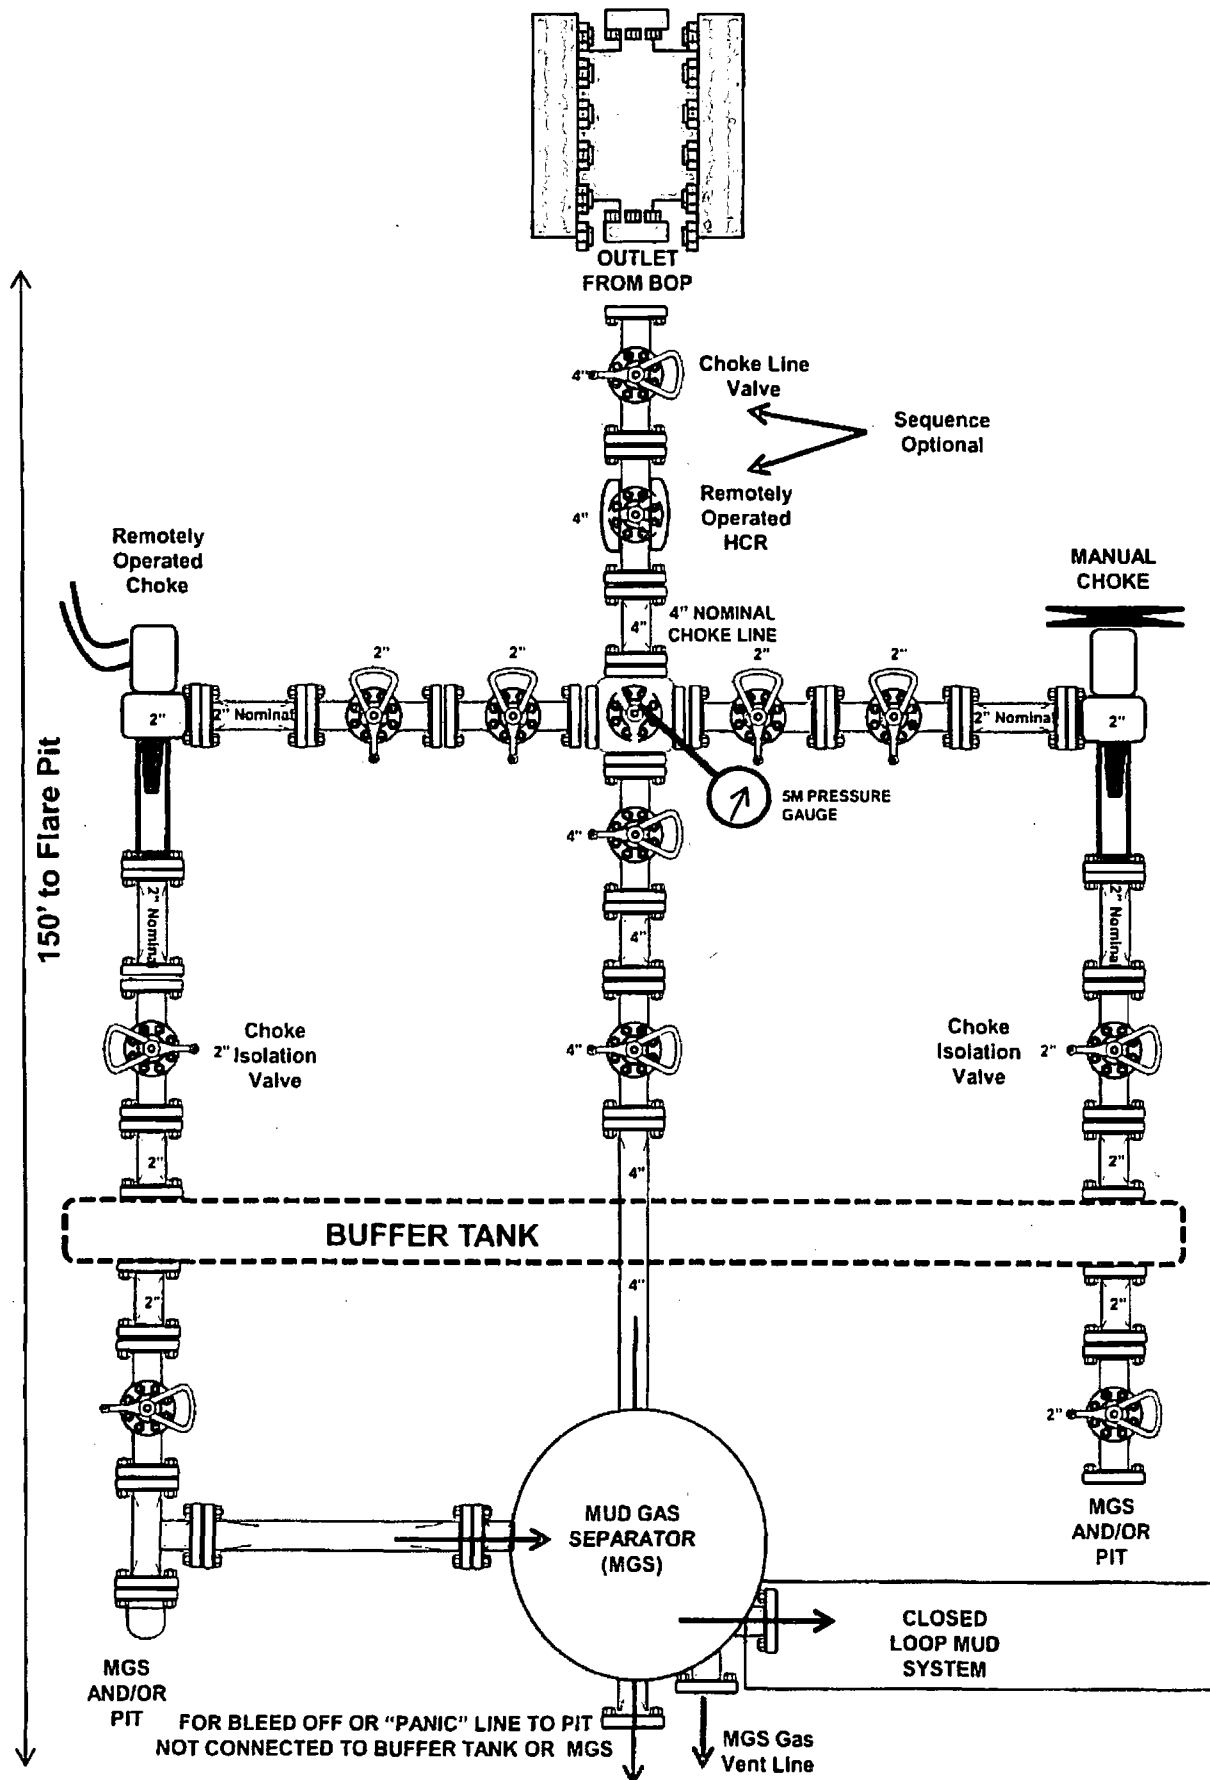 OUTLET
FROM BOP
4"
Choke Line
Valve
Sequence
Optional
4"
Remotely
Operated
HCR
Remotely
Operated
Choke
MANUAL
CHOKE
4"
4" NOMINAL
CHOKE LINE
2"
2"
2"
2"
2"
2" Nominal
2" Nominal
2"
5M PRESSURE
GAUGE
4"
150' to Flare Pit
2" Nominal
4"
2" Nominal
2"
Choke
Isolation
Valve
4"
Choke
Isolation
Valve
2"
2"
4"
2"
BUFFER TANK
2"
4"
2"
2"
MUD GAS
SEPARATOR
(MGS)
MGS
AND/OR
PIT
CLOSED
LOOP MUD
SYSTEM
MGS
AND/OR
PIT
FOR BLEED OFF OR "PANIC" LINE TO PIT
NOT CONNECTED TO BUFFER TANK OR MGS
MGS Gas
Vent Line